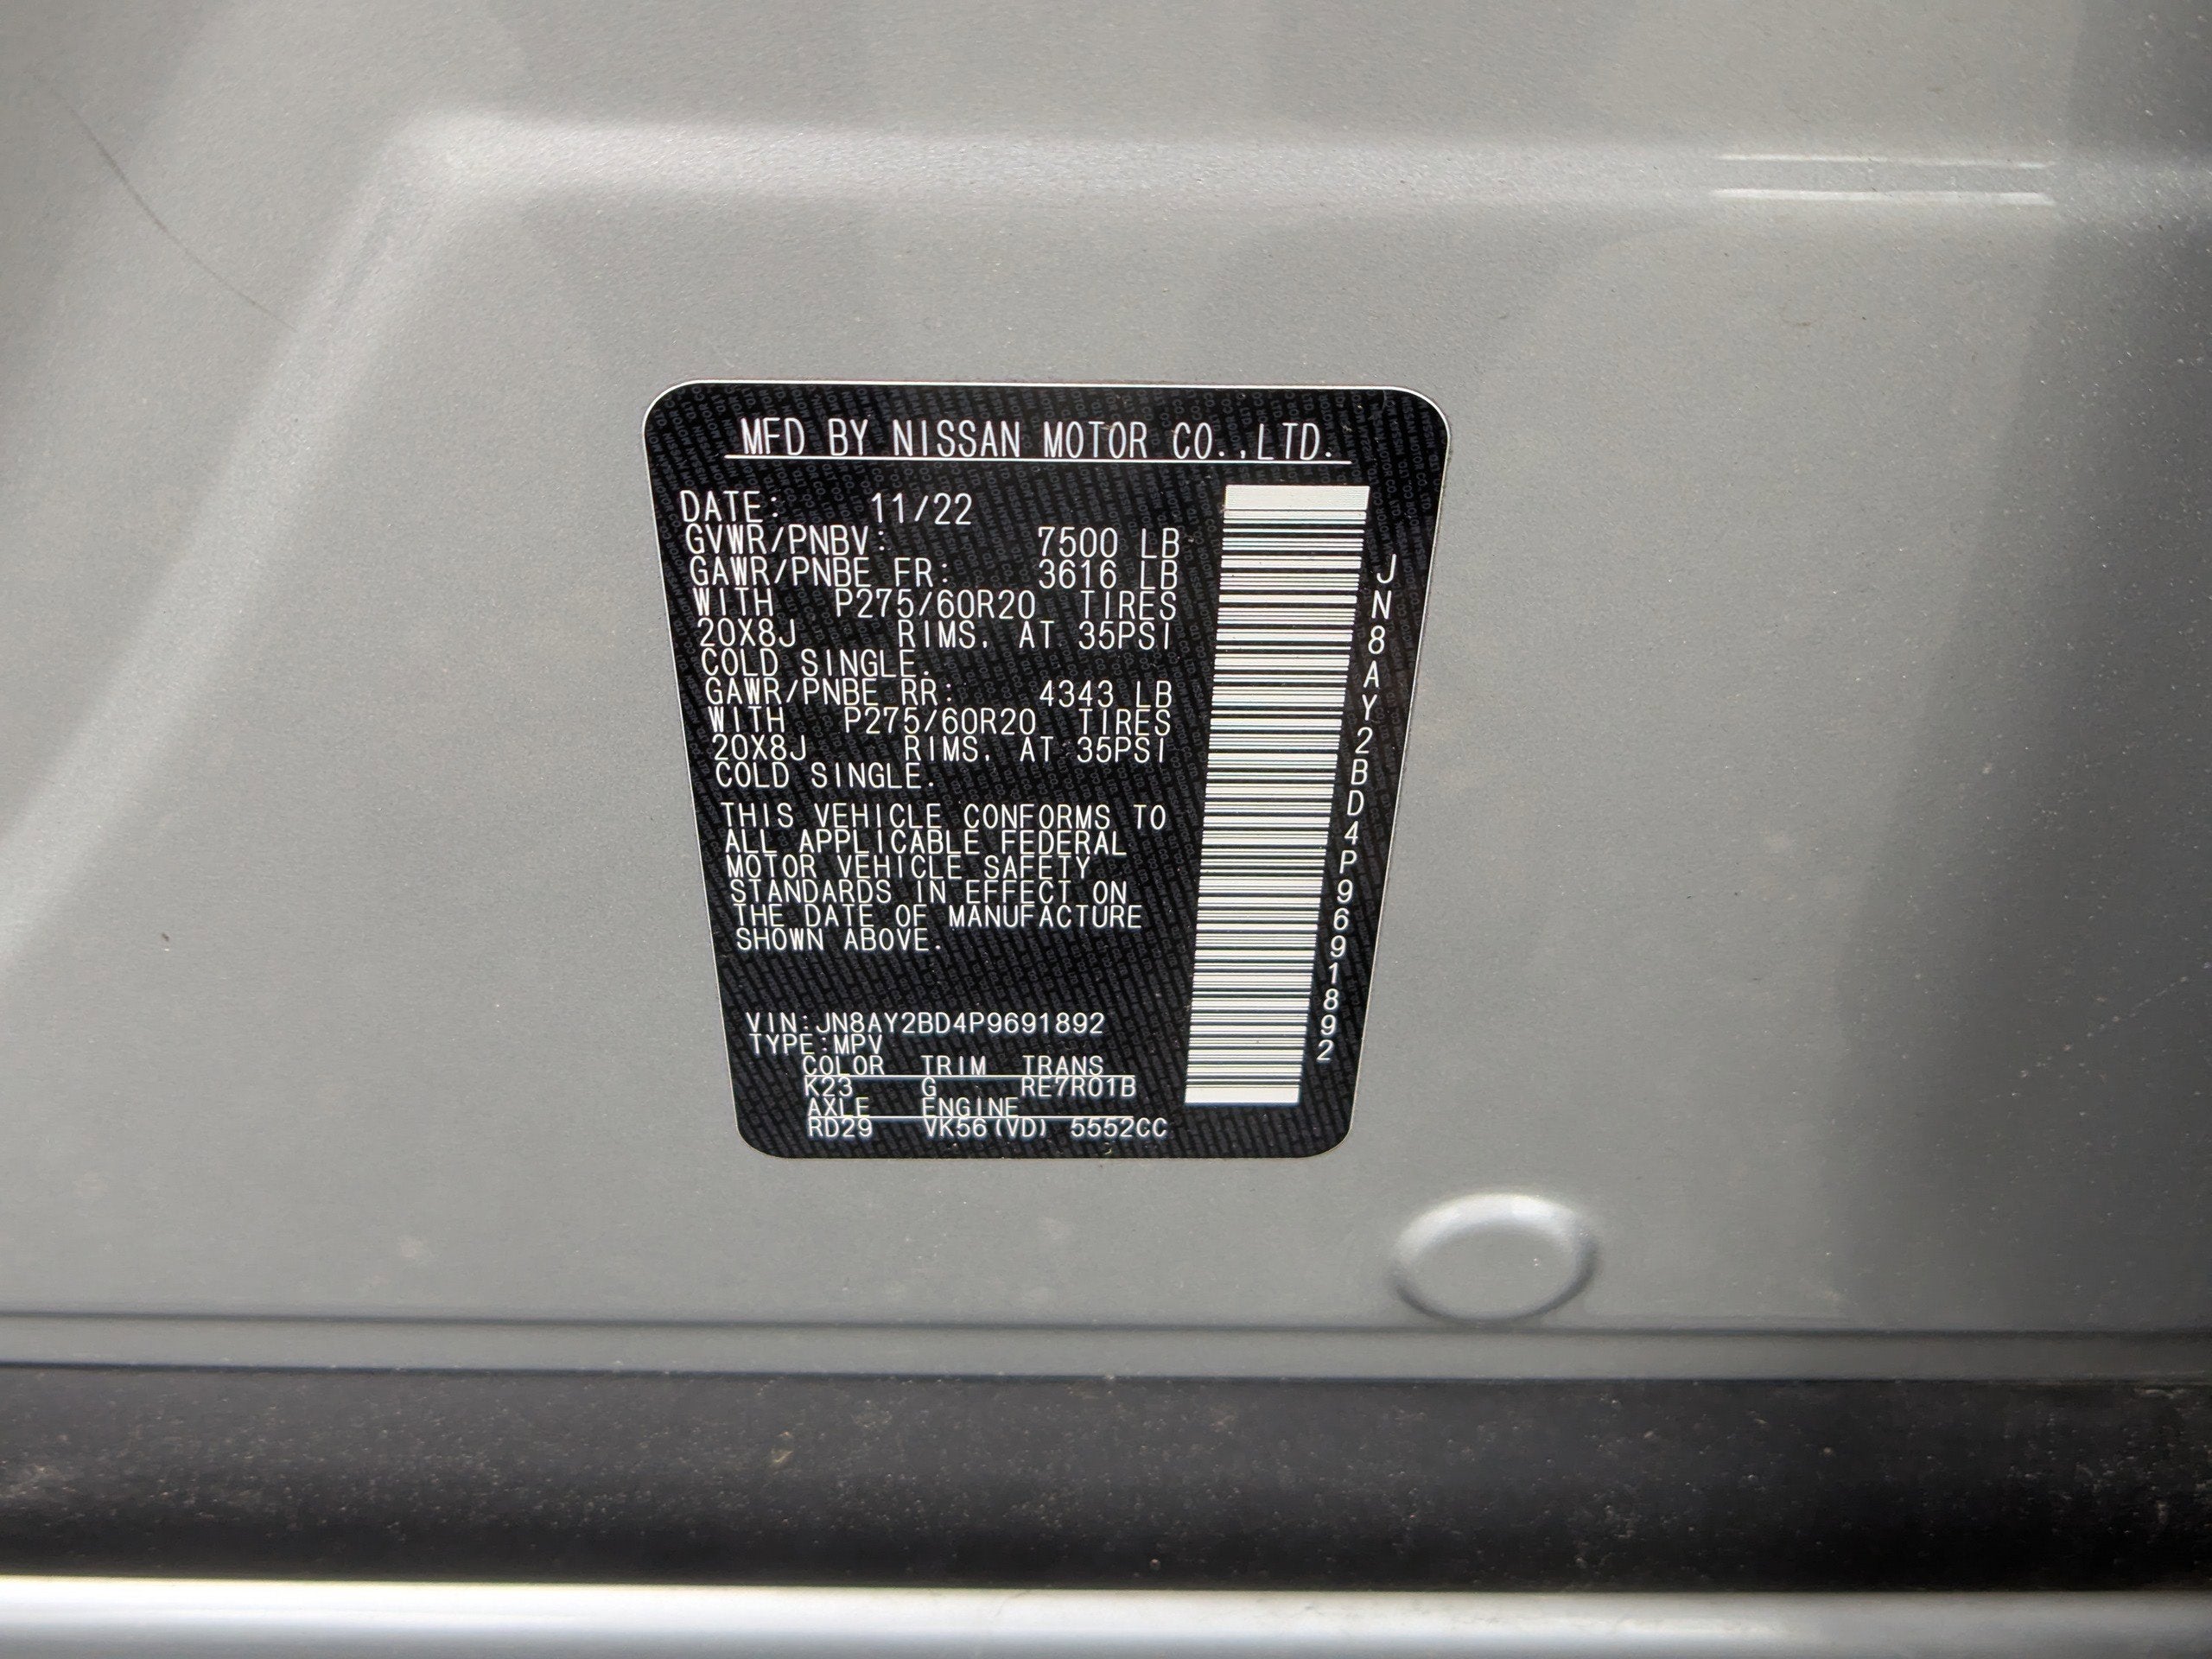 MFD BY NISSAN MOTOR CO.,LTD.
DATE: 11/22
GVWR/PNBV: 7500 LB
GAWR/PNBE FR: 3616 LB
WITH P275/60R20 TIRES
20X8J RIMS, AT 35PSI
COLD SINGLE.
GAWR/PNBE RR: 4343 LB
WITH P275/60R20 TIRES
20X8J RIMS, AT 35PSI
COLD SINGLE.
THIS VEHICLE CONFORMS TO
ALL APPLICABLE FEDERAL
MOTOR VEHICLE SAFETY
STANDARDS IN EFFECT ON
THE DATE OF MANUFACTURE
SHOWN ABOVE.
VIN:JN8AY2BD4P9691892
TYPE:MPV
COLOR TRIM TRANS
K23 G RE7R01B
AXLE ENGINE
RD29 VK56(VD) 5552CC
JN8AY2BD4P9691892